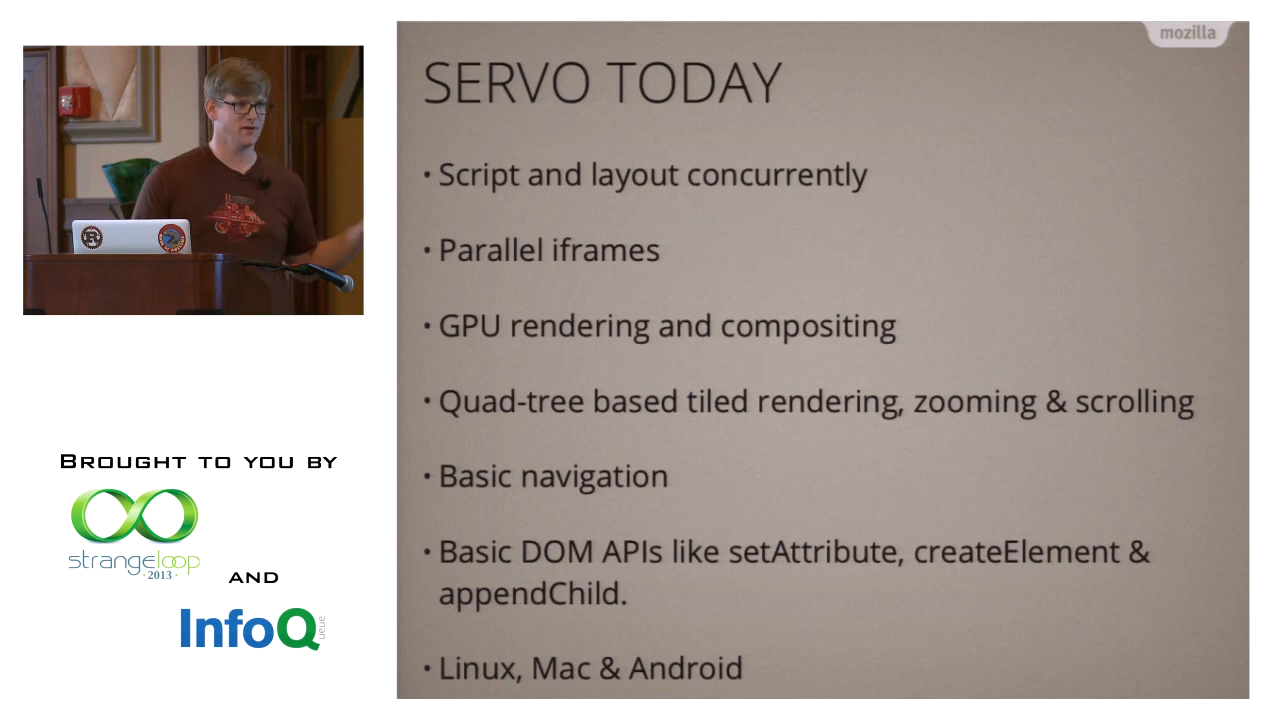 mozilla
SERVO TODAY
• Script and layout concurrently
• Parallel iframes
• GPU rendering and compositing
• Quad-tree based tiled rendering, zooming & scrolling
• Basic navigation
• Basic DOM APIs like setAttribute, createElement &
appendChild.
• Linux, Mac & Android
BROUGHT TO YOU BY
strangeloop
· 2013 ·
AND
InfoQ
ueue
R